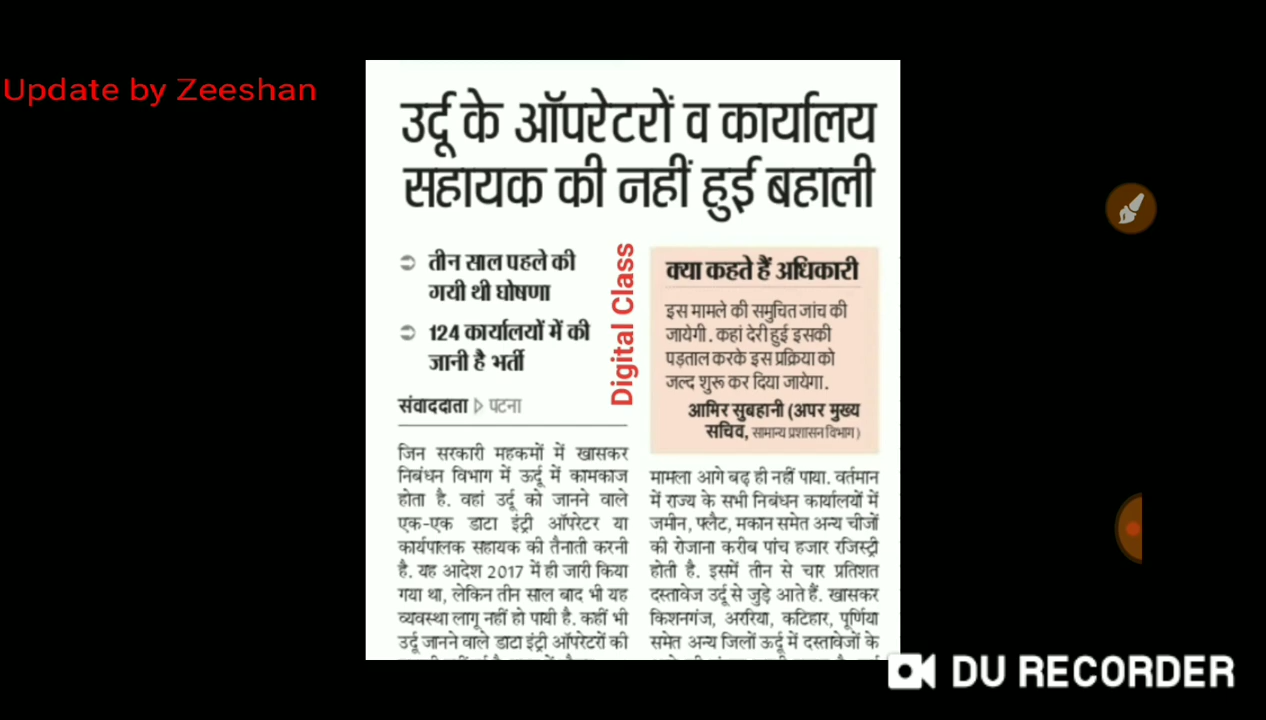 Update by Zeeshan
उर्दू के ऑपरेटरों व कार्यालय
सहायक की नहीं हुई बहाली
तीन साल पहले की
गयी थी घोषणा
124 कार्यालयों में की
जानी है भर्ती
संवाददाता ▷ पटना
जिन सरकारी महकमों में खासकर
निबंधन विभाग में ऊर्दू में कामकाज
होता है. वहां उर्दू को जानने वाले
एक-एक डाटा इंट्री ऑपरेटर या
कार्यपालक सहायक की तैनाती करनी
है. यह आदेश 2017 में ही जारी किया
गया था, लेकिन तीन साल बाद भी यह
व्यवस्था लागू नहीं हो पायी है. कहीं भी
उर्दू जानने वाले डाटा इंट्री ऑपरेटरों की
Digital Class
क्या कहते हैं अधिकारी
इस मामले की समुचित जांच की
जायेगी. कहां देरी हुई इसकी
पड़ताल करके इस प्रक्रिया को
जल्द शुरू कर दिया जायेगा.
आमिर सुबहानी (अपर मुख्य
सचिव, सामान्य प्रशासन विभाग)
मामला आगे बढ़ ही नहीं पाया. वर्तमान
में राज्य के सभी निबंधन कार्यालयों में
जमीन, फ्लैट, मकान समेत अन्य चीजों
की रोजाना करीब पांच हजार रजिस्ट्री
होती है. इसमें तीन से चार प्रतिशत
दस्तावेज उर्दू से जुड़े आते हैं. खासकर
किशनगंज, अररिया, कटिहार, पूर्णिया
समेत अन्य जिलों ऊर्दू में दस्तावेजों के
DU RECORDER